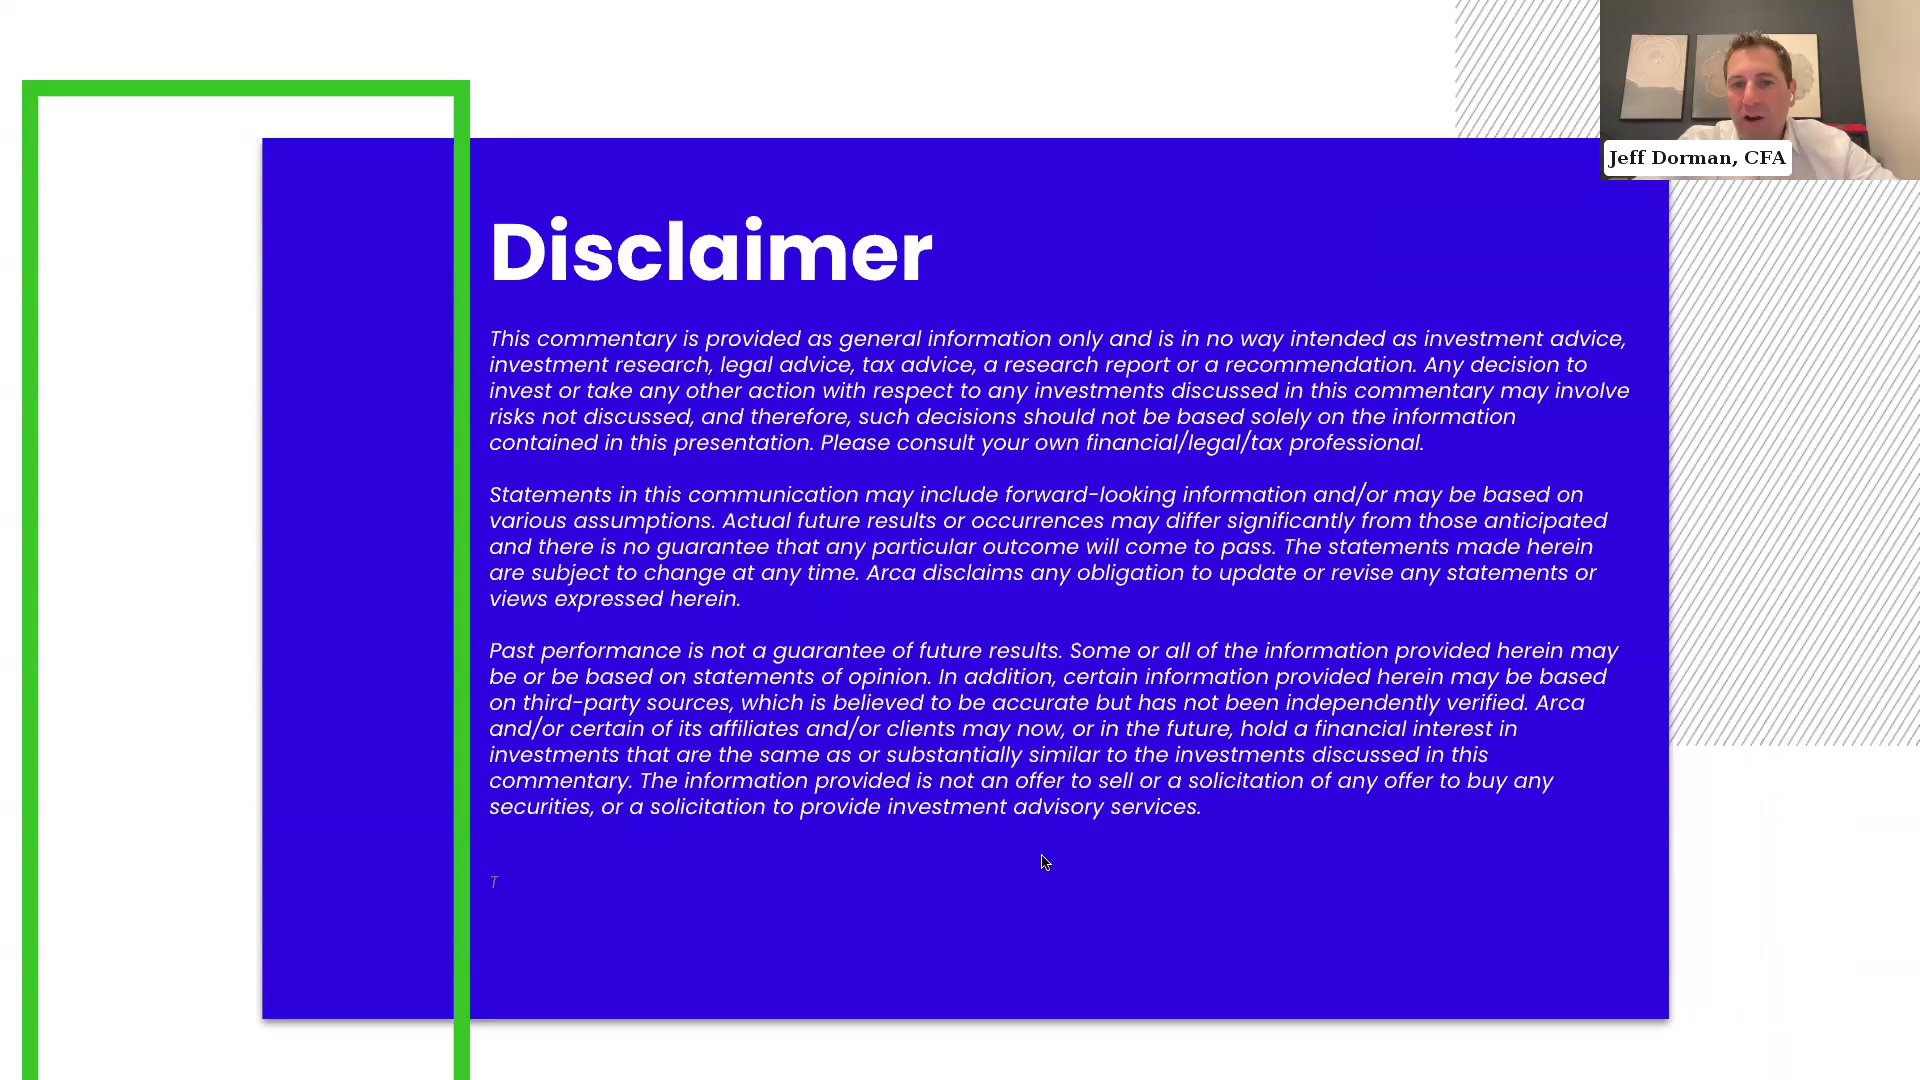 Jeff Dorman, CFA
Disclaimer
This commentary is provided as general information only and is in no way intended as investment advice,
investment research, legal advice, tax advice, a research report or a recommendation. Any decision to
invest or take any other action with respect to any investments discussed in this commentary may involve
risks not discussed, and therefore, such decisions should not be based solely on the information
contained in this presentation. Please consult your own financial/legal/tax professional.
Statements in this communication may include forward-looking information and/or may be based on
various assumptions. Actual future results or occurrences may differ significantly from those anticipated
and there is no guarantee that any particular outcome will come to pass. The statements made herein
are subject to change at any time. Arca disclaims any obligation to update or revise any statements or
views expressed herein.
Past performance is not a guarantee of future results. Some or all of the information provided herein may
be or be based on statements of opinion. In addition, certain information provided herein may be based
on third-party sources, which is believed to be accurate but has not been independently verified. Arca
and/or certain of its affiliates and/or clients may now, or in the future, hold a financial interest in
investments that are the same as or substantially similar to the investments discussed in this
commentary. The information provided is not an offer to sell or a solicitation of any offer to buy any
securities, or a solicitation to provide investment advisory services.
T